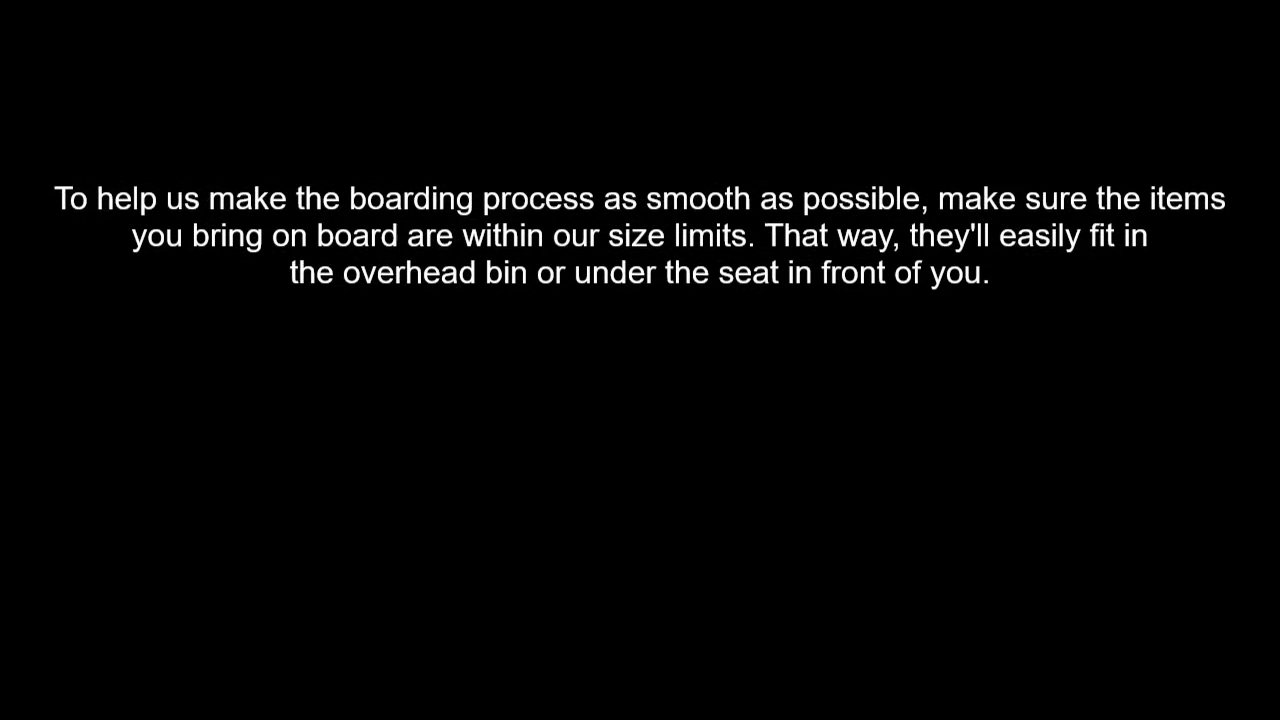 To help us make the boarding process as smooth as possible, make sure the items
you bring on board are within our size limits. That way, they'll easily fit in
the overhead bin or under the seat in front of you.